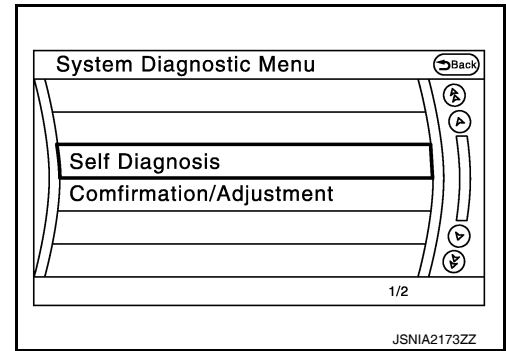 System Diagnostic Menu
Back
Self Diagnosis
Comfirmation/Adjustment
1/2
JSNIA2173ZZ